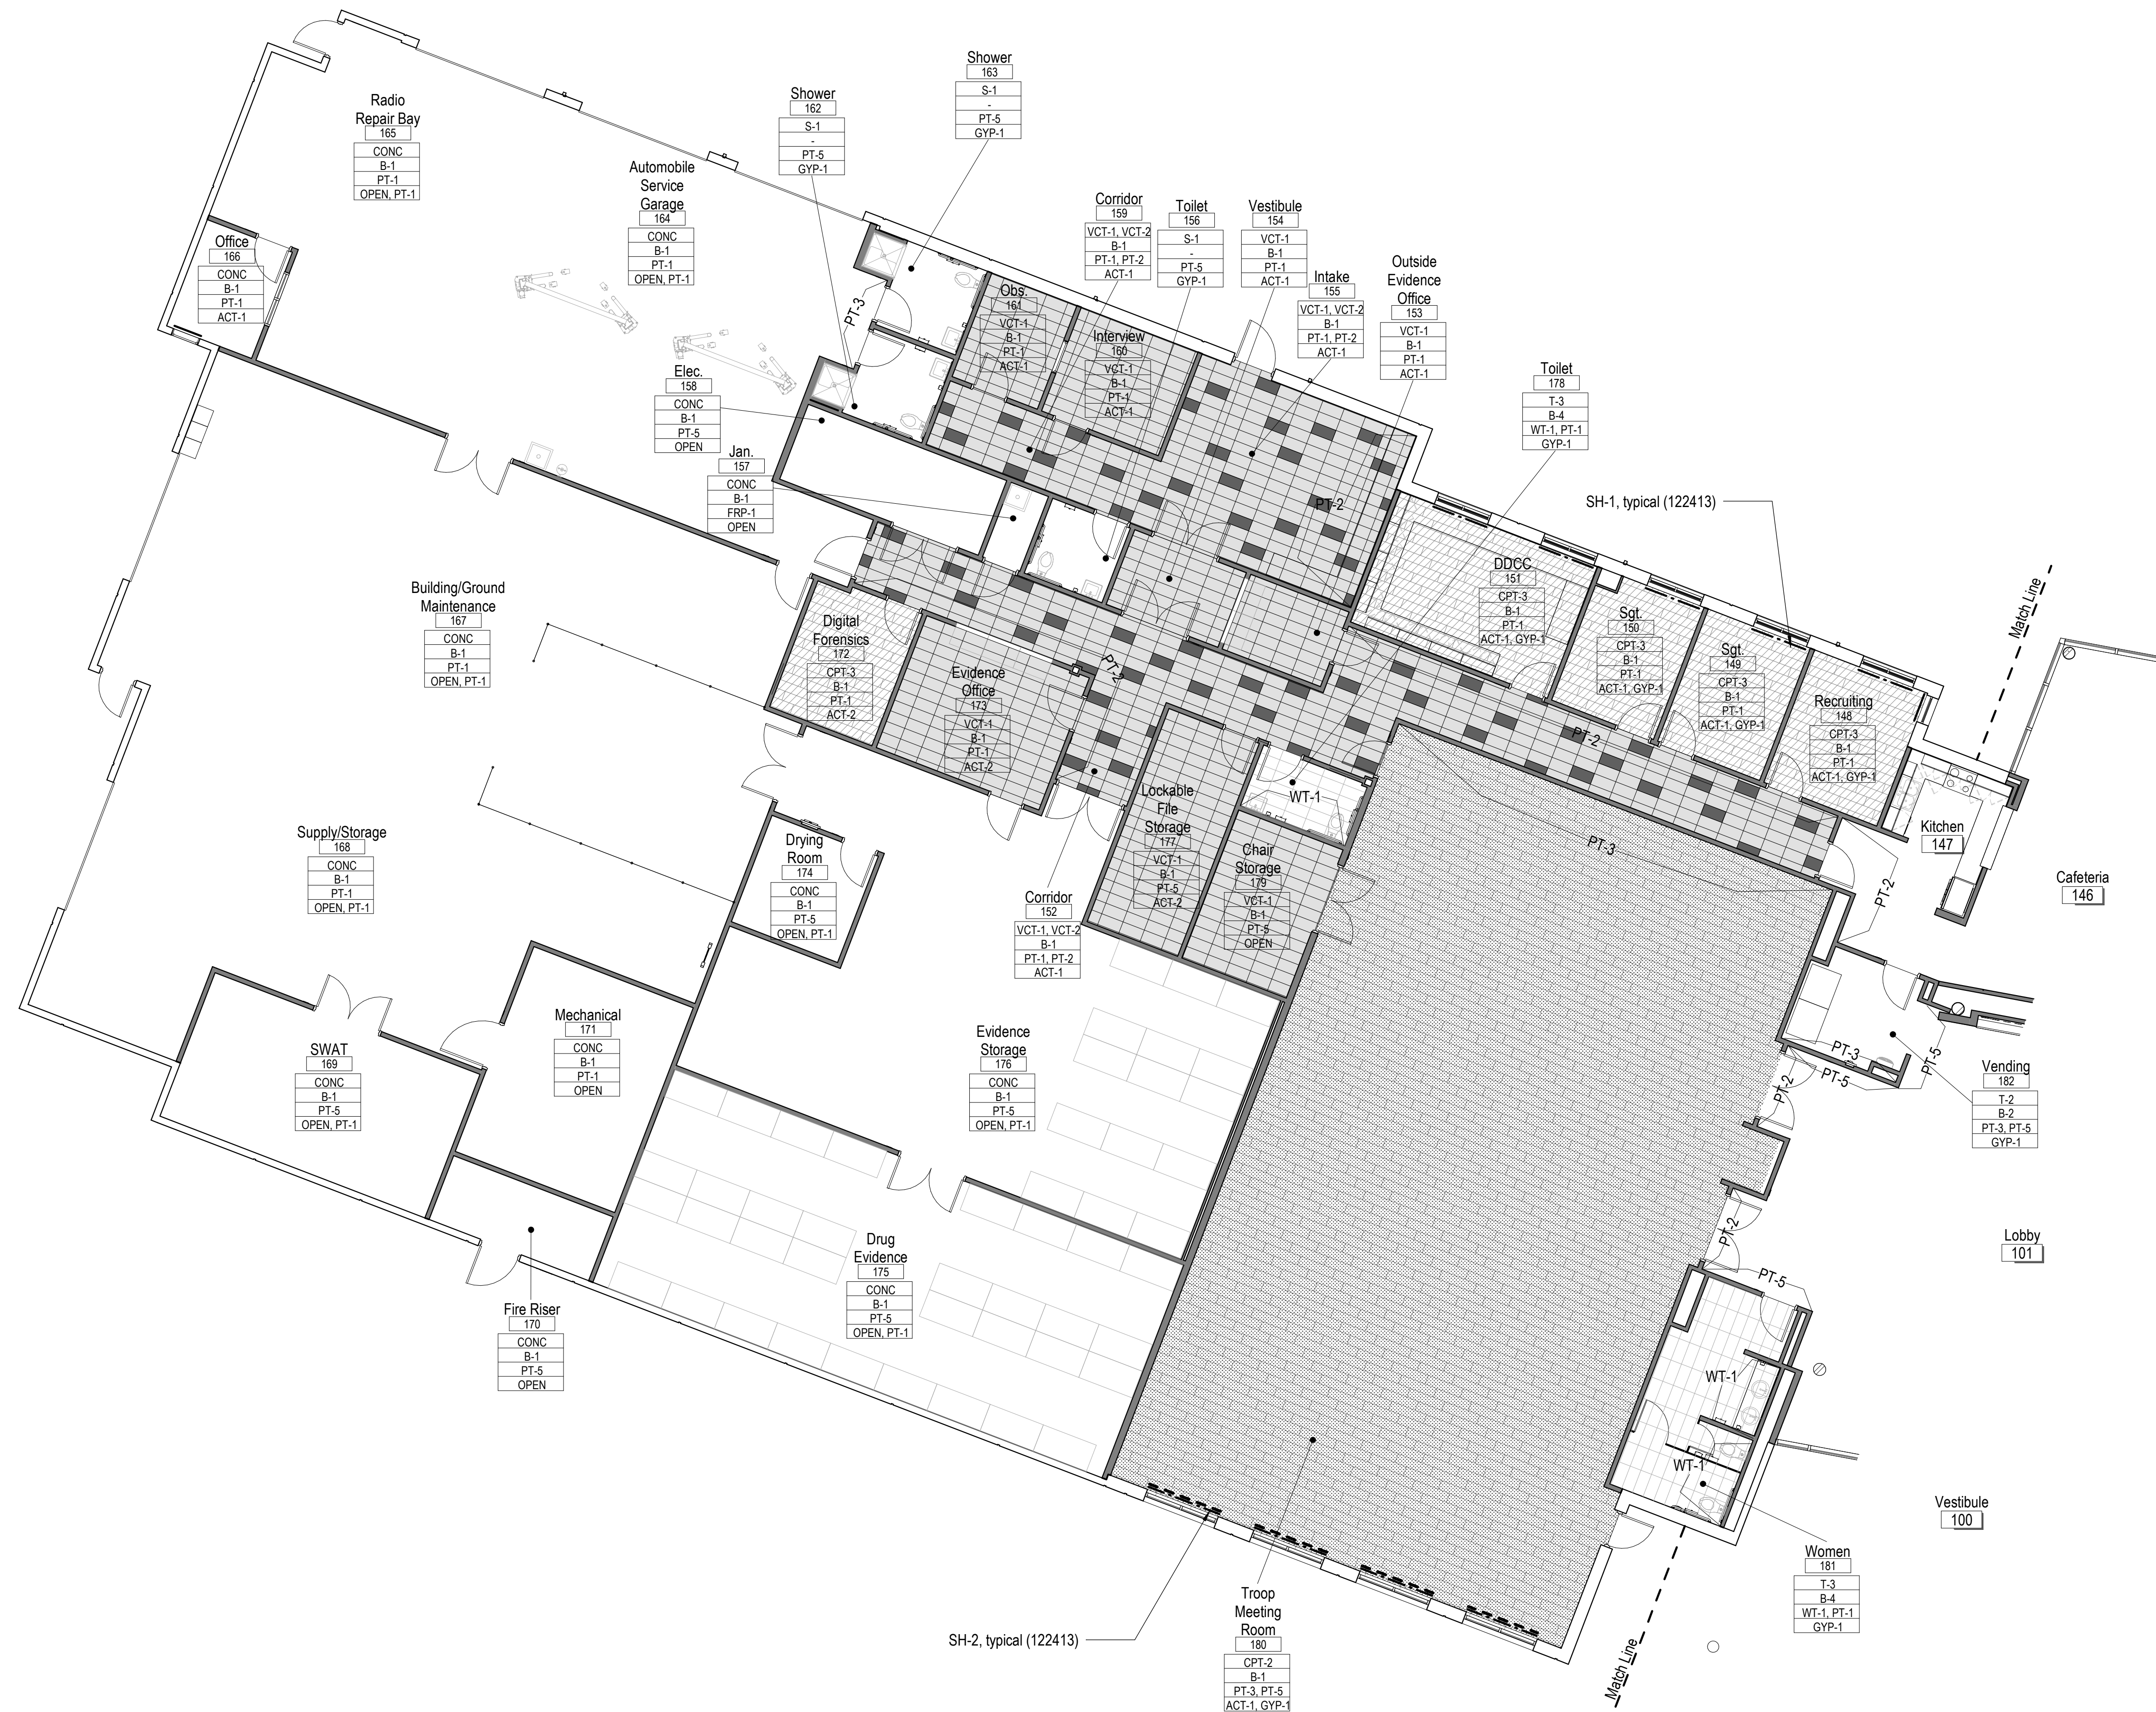 Shower
163
S-1
-
PT-5
GYP-1
Shower
162
S-1
-
PT-5
GYP-1
Radio
Repair Bay
165
CONC
B-1
PT-1
OPEN, PT-1
Automobile
Service
Garage
164
CONC
B-1
PT-1
OPEN, PT-1
Corridor
159
VCT-1, VCT-2
B-1
PT-1, PT-2
ACT-1
Toilet
156
S-1
-
PT-5
GYP-1
Vestibule
154
VCT-1
B-1
PT-1
ACT-1
Intake
155
VCT-1, VCT-2
B-1
PT-1, PT-2
ACT-1
Outside
Evidence
Office
153
VCT-1
B-1
PT-1
ACT-1
Office
166
CONC
B-1
PT-1
ACT-1
PT-3
Obs.
161
VCT-1
B-1
PT-1
ACT-1
Interview
160
VCT-1
B-1
PT-1
ACT-1
Toilet
178
T-3
B-4
WT-1, PT-1
GYP-1
Elec.
158
CONC
B-1
PT-5
OPEN
Jan.
157
CONC
B-1
FRP-1
OPEN
SH-1, typical (122413)
PT-2
DDCC
151
CPT-3
B-1
PT-1
ACT-1, GYP-1
Sgt.
150
CPT-3
B-1
PT-1
ACT-1, GYP-1
Sgt.
149
CPT-3
B-1
PT-1
ACT-1, GYP-1
Recruiting
148
CPT-3
B-1
PT-1
ACT-1, GYP-1
Match Line
Building/Ground
Maintenance
167
CONC
B-1
PT-1
OPEN, PT-1
Digital
Forensics
172
CPT-3
B-1
PT-1
ACT-2
Evidence
Office
173
VCT-1
B-1
PT-1
ACT-2
PT-2
PT-2
WT-1
PT-3
Lockable
File
Storage
177
VCT-1
B-1
PT-5
ACT-2
Chair
Storage
179
VCT-1
B-1
PT-5
OPEN
Kitchen
147
PT-2
Cafeteria
146
Supply/Storage
168
CONC
B-1
PT-1
OPEN, PT-1
Drying
Room
174
CONC
B-1
PT-5
OPEN, PT-1
Corridor
152
VCT-1, VCT-2
B-1
PT-1, PT-2
ACT-1
Mechanical
171
CONC
B-1
PT-1
OPEN
SWAT
169
CONC
B-1
PT-5
OPEN, PT-1
Evidence
Storage
176
CONC
B-1
PT-5
OPEN, PT-1
PT-3
PT-5
PT-5
PT-2
Vending
182
T-2
B-2
PT-3, PT-5
GYP-1
PT-2
PT-5
Lobby
101
Drug
Evidence
175
CONC
B-1
PT-5
OPEN, PT-1
Fire Riser
170
CONC
B-1
PT-5
OPEN
WT-1
WT-1
Vestibule
100
Women
181
T-3
B-4
WT-1, PT-1
GYP-1
Troop
Meeting
Room
180
CPT-2
B-1
PT-3, PT-5
ACT-1, GYP-1
SH-2, typical (122413)
Match Line